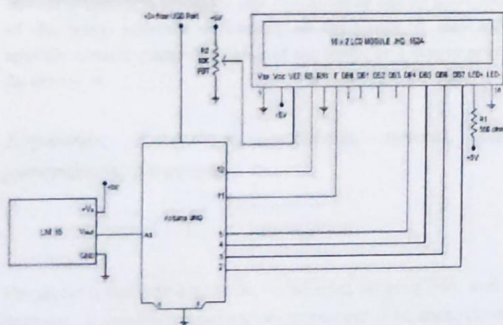 +5v from USB Port
+5V
R2
10K
POT
16 x 2 LCD MODULE JHD 162A
Vss Vcc VEE RS R/W E DB0 DB1 DB2 DB3 DB4 DB5 DB6 DB7 LED+ LED-
1
16
+5V
R1
+5V
+5V
LM 35
+Vs
Vout
GND
Arduino UNO
12
11
5
4
3
2